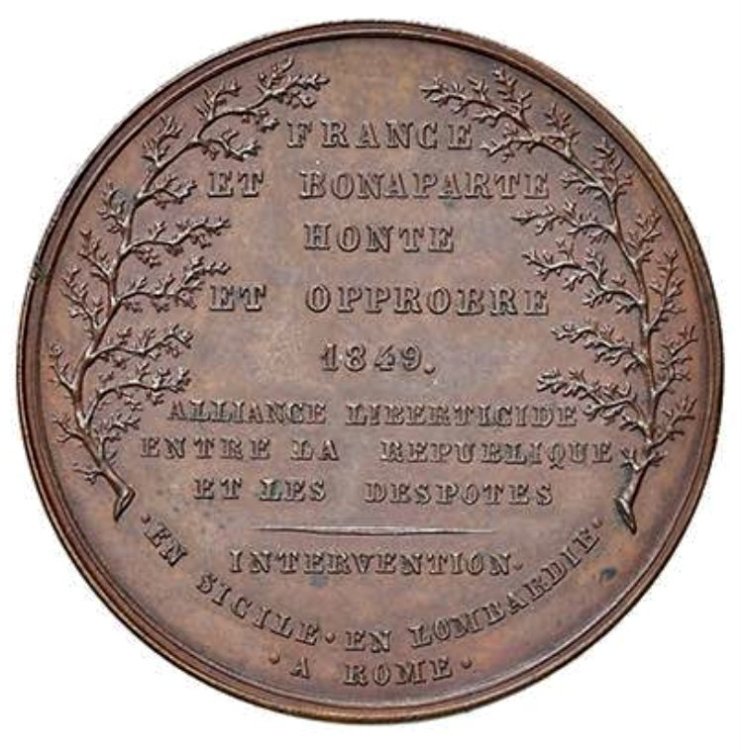 FRANCE
ET BONAPARTE
HONTE
ET OPPROBRE
1849.
ALLIANCE LIBERTICIDE
ENTRE LA REPUBLIQUE
ET LES DESPOTES
INTERVENTION.
· EN SICILE · EN LOMBARDIE ·
· A ROME ·